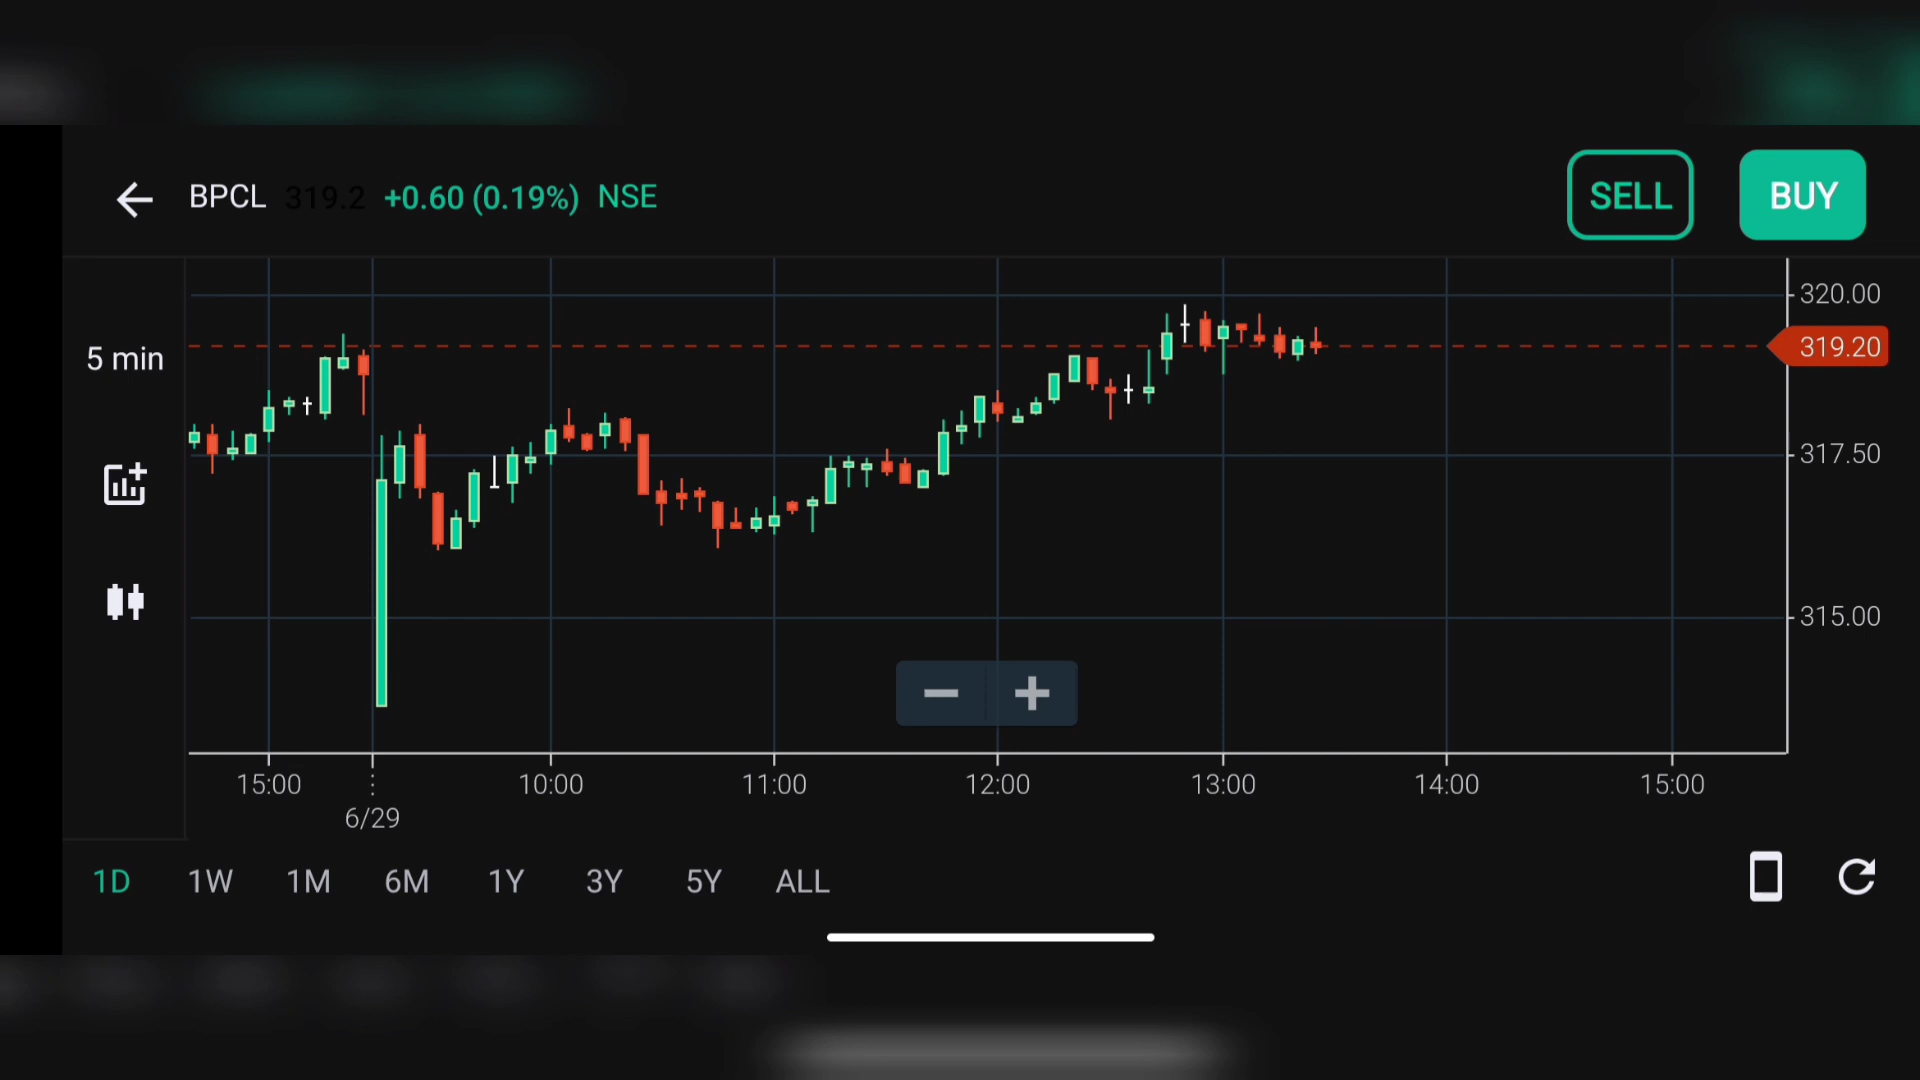 BPCL 319.2 +0.60 (0.19%) NSE
SELL
BUY
320.00
5 min
319.20
317.50
315.00
15:00 10:00 11:00 12:00 13:00 14:00 15:00
6/29
1D 1W 1M 6M 1Y 3Y 5Y ALL